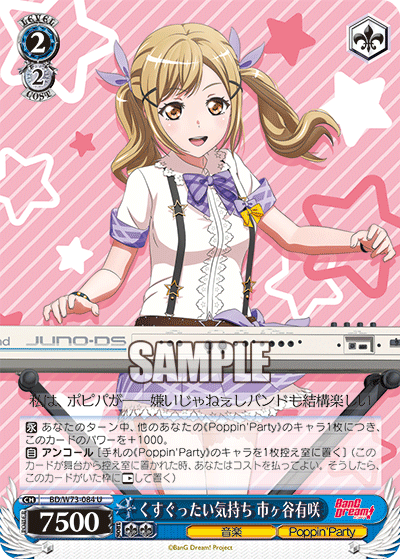 LEVEL
2
2
COST
nd JUNO-DS
SAMPLE
私は、ポピパが――嫌いじゃねぇしバンドも結構楽しい
永 あなたのターン中、他のあなたの《Poppin'Party》のキャラ1枚につき、
このカードのパワーを+1000。
自 アンコール [手札の《Poppin'Party》のキャラを1枚控え室に置く] (この
カードが舞台から控え室に置かれた時、あなたはコストを払ってよい。そうしたら、
このカードがいた枠にレストして置く)
CH BD/W73-084 U
POWER 7500
くすぐったい気持ち 市ヶ谷有咲
BanG Dream!
音楽
Poppin'Party
©BanG Dream! Project